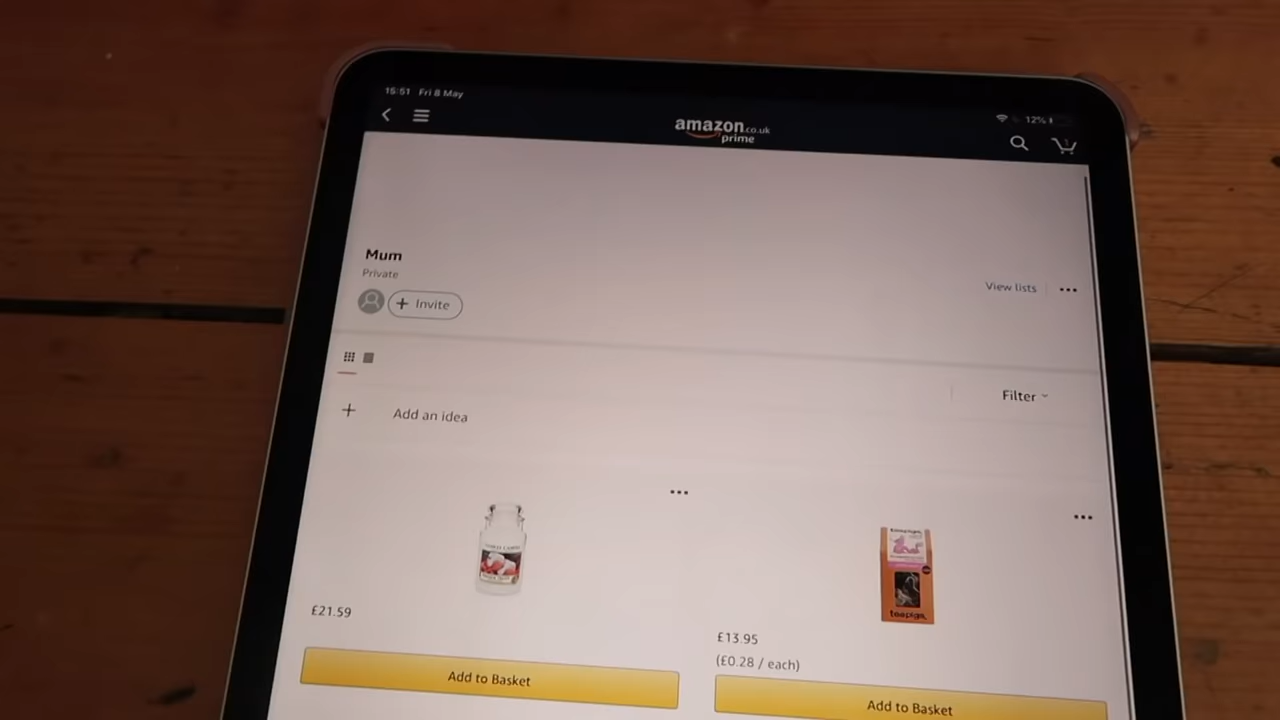 15:51 Fri 8 May
12%
amazon.co.uk
prime
Mum
Private
+ Invite
View lists
Filter
+ Add an idea
teapigs.
£21.59
£13.95
(£0.28 / each)
Add to Basket
Add to Basket